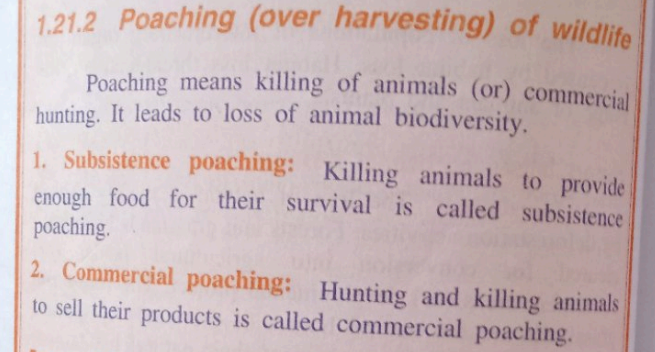 1.21.2 Poaching (over harvesting) of wildlife
Poaching means killing of animals (or) commercial
hunting. It leads to loss of animal biodiversity.
1. Subsistence poaching: Killing animals to provide
enough food for their survival is called subsistence
poaching.
2. Commercial poaching: Hunting and killing animals
to sell their products is called commercial poaching.